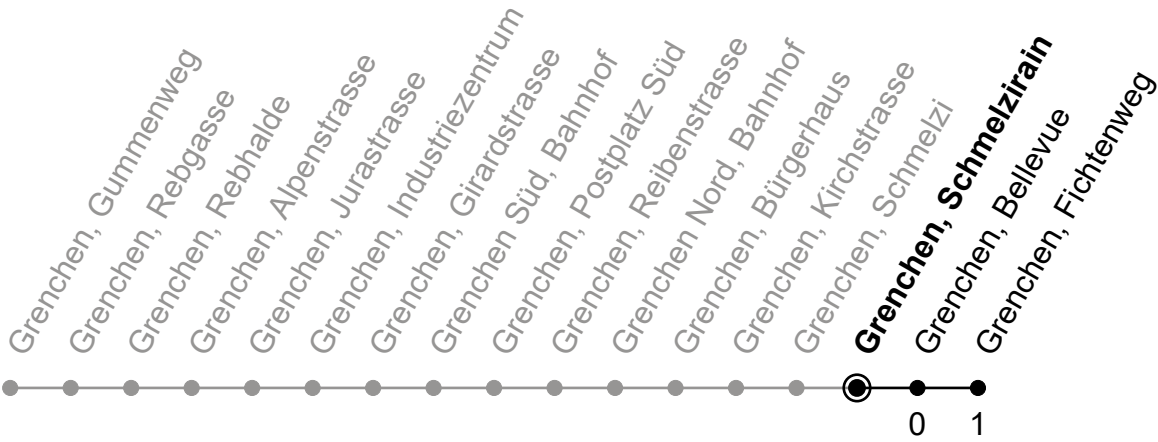 Grenchen, Gummenweg
Grenchen, Rebgasse
Grenchen, Rebhalde
Grenchen, Alpenstrasse
Grenchen, Jurastrasse
Grenchen, Industriezentrum
Grenchen, Girardstrasse
Grenchen Süd, Bahnhof
Grenchen, Postplatz Süd
Grenchen, Reibenstrasse
Grenchen Nord, Bahnhof
Grenchen, Bürgerhaus
Grenchen, Kirchstrasse
Grenchen, Schmelzi
Grenchen, Schmelzirain
Grenchen, Bellevue
Grenchen, Fichtenweg
0 1